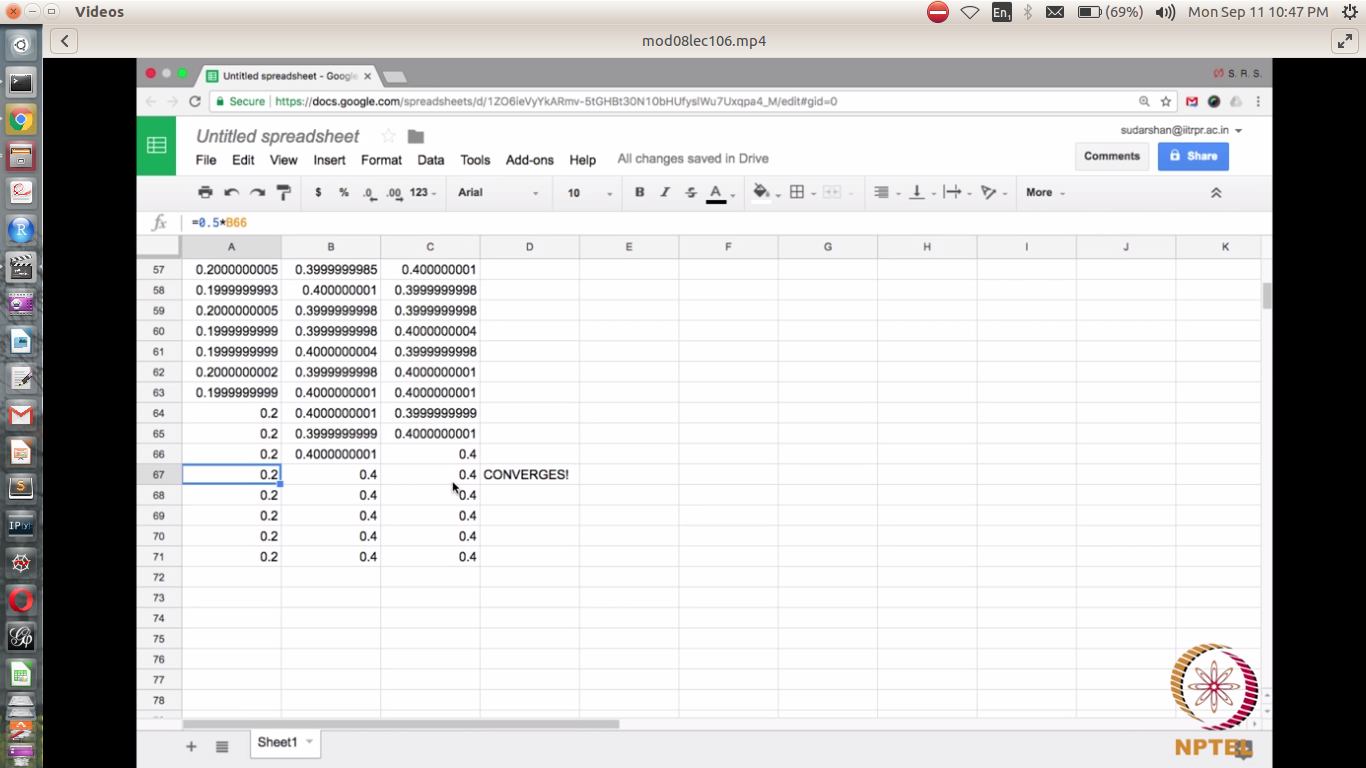 Videos
En1
(69%)
Mon Sep 11 10:47 PM
mod08lec106.mp4
Untitled spreadsheet - Google
S. R. S.
Secure
https://docs.google.com/spreadsheets/d/1ZO6ieVyYkARmv-5tGHBt30N10bHUfysIWu7Uxqpa4_M/edit#gid=0
Untitled spreadsheet
sudarshan@iitrpr.ac.in
File Edit View Insert Format Data Tools Add-ons Help All changes saved in Drive
Comments
Share
$ % .0 .00 123 Arial 10 B I S A More
fx =0.5*B66
A B C D E F G H I J K
57 0.2000000005 0.3999999985 0.400000001
58 0.1999999993 0.400000001 0.3999999998
59 0.2000000005 0.3999999998 0.3999999998
60 0.1999999999 0.3999999998 0.4000000004
61 0.1999999999 0.4000000004 0.3999999998
62 0.2000000002 0.3999999998 0.4000000001
63 0.1999999999 0.4000000001 0.4000000001
64 0.2 0.4000000001 0.3999999999
65 0.2 0.3999999999 0.4000000001
66 0.2 0.4000000001 0.4
67 0.2 0.4 0.4 CONVERGES!
68 0.2 0.4 0.4
69 0.2 0.4 0.4
70 0.2 0.4 0.4
71 0.2 0.4 0.4
72
73
74
75
76
77
78
Sheet1
NPTEL